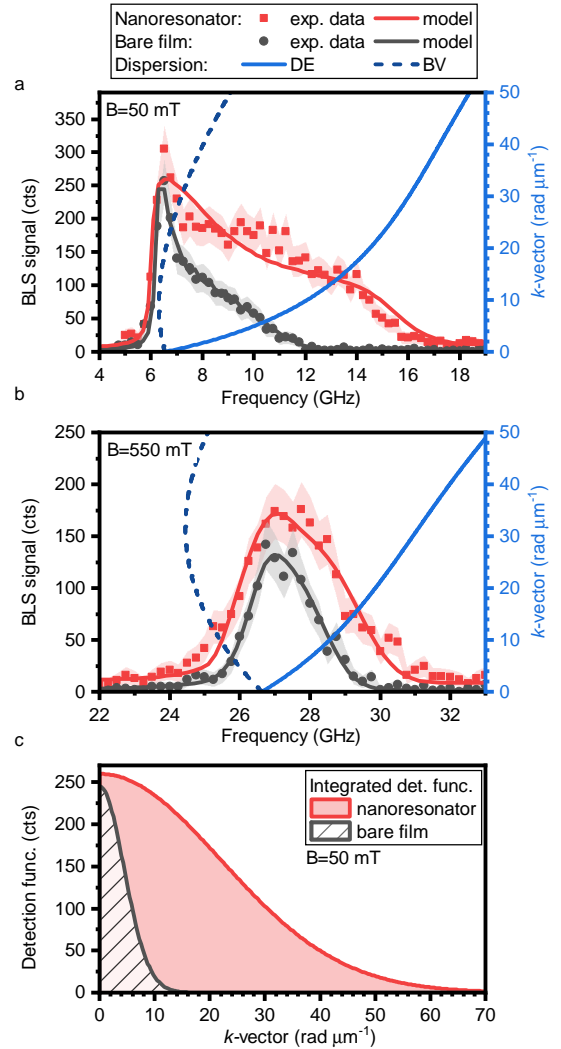 Nanoresonator: exp. data model
Bare film: exp. data model
Dispersion: DE BV
a
B=50 mT
BLS signal (cts)
350
300
250
200
150
100
50
0
50
40
30
20
10
0
k-vector (rad µm⁻¹)
4 6 8 10 12 14 16 18
Frequency (GHz)
b
B=550 mT
BLS signal (cts)
250
200
150
100
50
0
50
40
30
20
10
0
k-vector (rad µm⁻¹)
22 24 26 28 30 32
Frequency (GHz)
c
Integrated det. func.
nanoresonator
bare film
B=50 mT
Detection func. (cts)
250
200
150
100
50
0
0 10 20 30 40 50 60 70
k-vector (rad µm⁻¹)